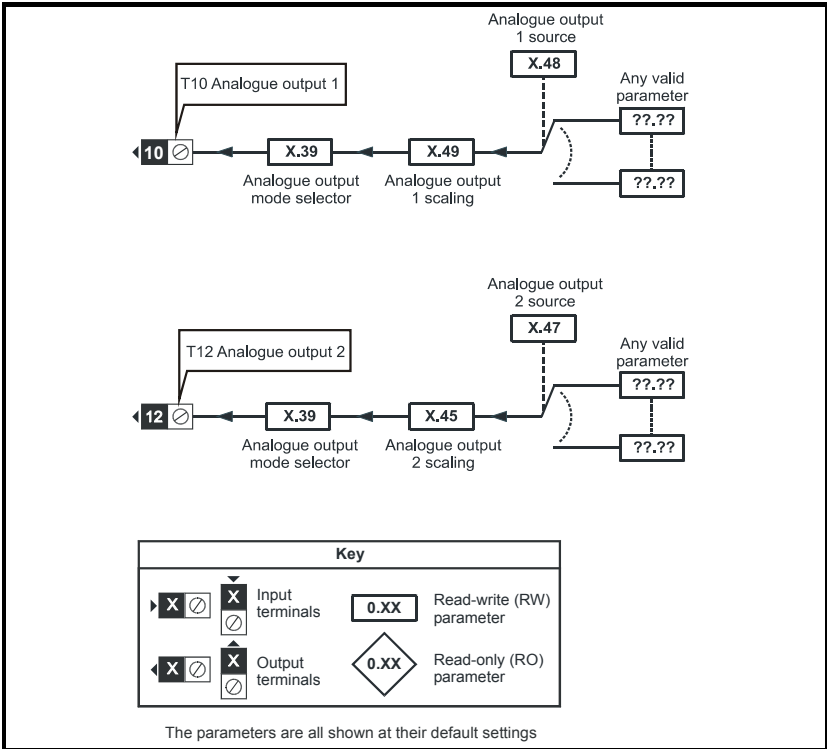 Analogue output
1 source
X.48
T10 Analogue output 1
Any valid
parameter
??.??
10
X.39
X.49
Analogue output
mode selector
Analogue output
1 scaling
??.??
Analogue output
2 source
X.47
T12 Analogue output 2
Any valid
parameter
??.??
12
X.39
X.45
Analogue output
mode selector
Analogue output
2 scaling
??.??
Key
X
X
Input
terminals
0.XX
Read-write (RW)
parameter
X
X
Output
terminals
0.XX
Read-only (RO)
parameter
The parameters are all shown at their default settings